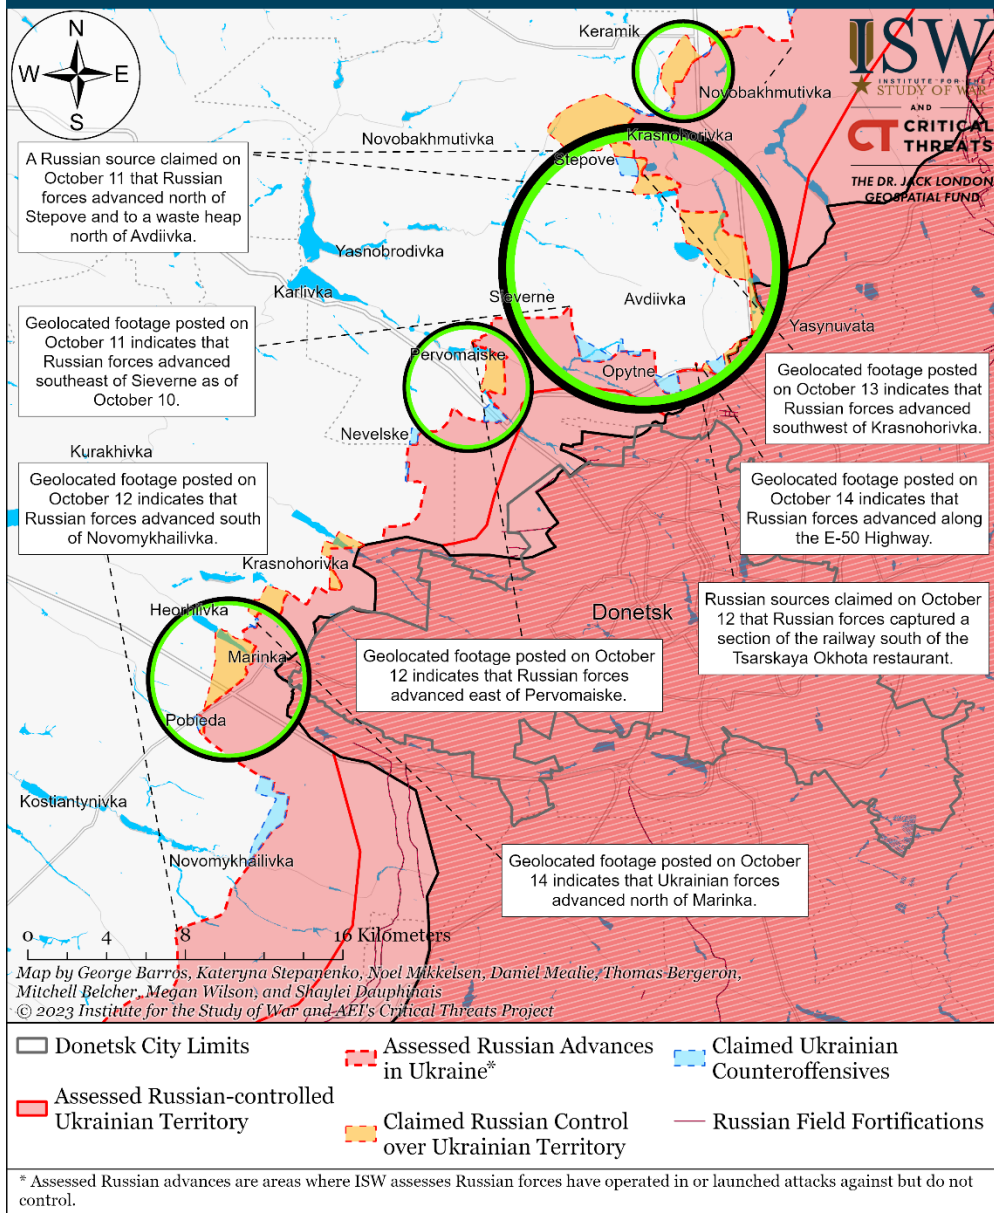 N
W E
S
Keramik
ISW
INSTITUTE FOR THE
STUDY OF WAR
AND
CT CRITICAL
THREATS
THE DR. JACK LONDON
GEOSPATIAL FUND
Novobakhmutivka
Novobakhmutivka
Krasnohorivka
Stepove
A Russian source claimed on
October 11 that Russian
forces advanced north of
Stepove and to a waste heap
north of Avdiivka.
Yasnobrodivka
Karlivka
Sieverne
Avdiivka
Yasynuvata
Geolocated footage posted on
October 11 indicates that
Russian forces advanced
southeast of Sieverne as of
October 10.
Pervomaiske
Opytne
Geolocated footage posted
on October 13 indicates that
Russian forces advanced
southwest of Krasnohorivka.
Nevelske
Kurakhivka
Geolocated footage posted on
October 12 indicates that
Russian forces advanced south
of Novomykhailivka.
Geolocated footage posted on
October 14 indicates that
Russian forces advanced along
the E-50 Highway.
Krasnohorivka
Heorhiivka
Donetsk
Russian sources claimed on October
12 that Russian forces captured a
section of the railway south of the
Tsarskaya Okhota restaurant.
Marinka
Geolocated footage posted on October
12 indicates that Russian forces
advanced east of Pervomaiske.
Pobieda
Kostiantynivka
Novomykhailivka
Geolocated footage posted on October
14 indicates that Ukrainian forces
advanced north of Marinka.
0 4 8 16 Kilometers
Map by George Barros, Kateryna Stepanenko, Noel Mikkelsen, Daniel Mealie, Thomas Bergeron,
Mitchell Belcher, Megan Wilson, and Shaylei Dauphinais
© 2023 Institute for the Study of War and AEI's Critical Threats Project
Donetsk City Limits
Assessed Russian-controlled
Ukrainian Territory
Assessed Russian Advances
in Ukraine*
Claimed Russian Control
over Ukrainian Territory
Claimed Ukrainian
Counteroffensives
Russian Field Fortifications
* Assessed Russian advances are areas where ISW assesses Russian forces have operated in or launched attacks against but do not
control.